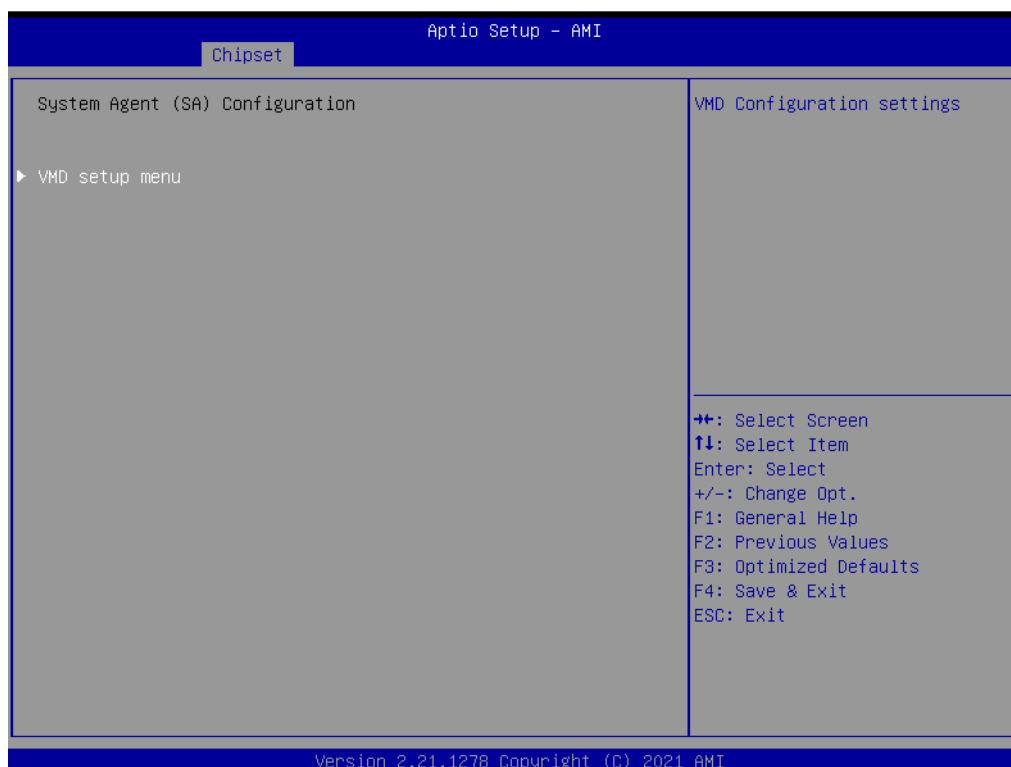 Aptio Setup – AMI
Chipset
System Agent (SA) Configuration
VMD setup menu
VMD Configuration settings
→←: Select Screen
↑↓: Select Item
Enter: Select
+/-: Change Opt.
F1: General Help
F2: Previous Values
F3: Optimized Defaults
F4: Save & Exit
ESC: Exit
Version 2.21.1278 Copyright (C) 2021 AMI